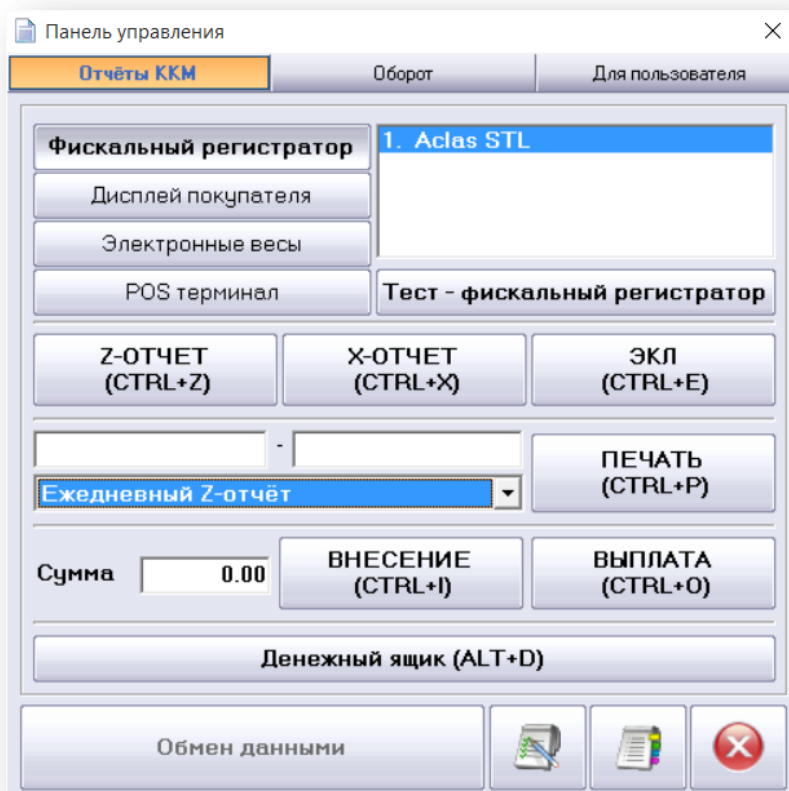 Панель управления
Отчёты ККМ
Оборот
Для пользователя
Фискальный регистратор
1. Aclas STL
Дисплей покупателя
Электронные весы
POS терминал
Тест - фискальный регистратор
Z-ОТЧЕТ
(CTRL+Z)
X-ОТЧЕТ
(CTRL+X)
ЭКЛ
(CTRL+E)
-
ПЕЧАТЬ
(CTRL+P)
Ежедневный Z-отчёт
Сумма
0.00
ВНЕСЕНИЕ
(CTRL+I)
ВЫПЛАТА
(CTRL+O)
Денежный ящик (ALT+D)
Обмен данными